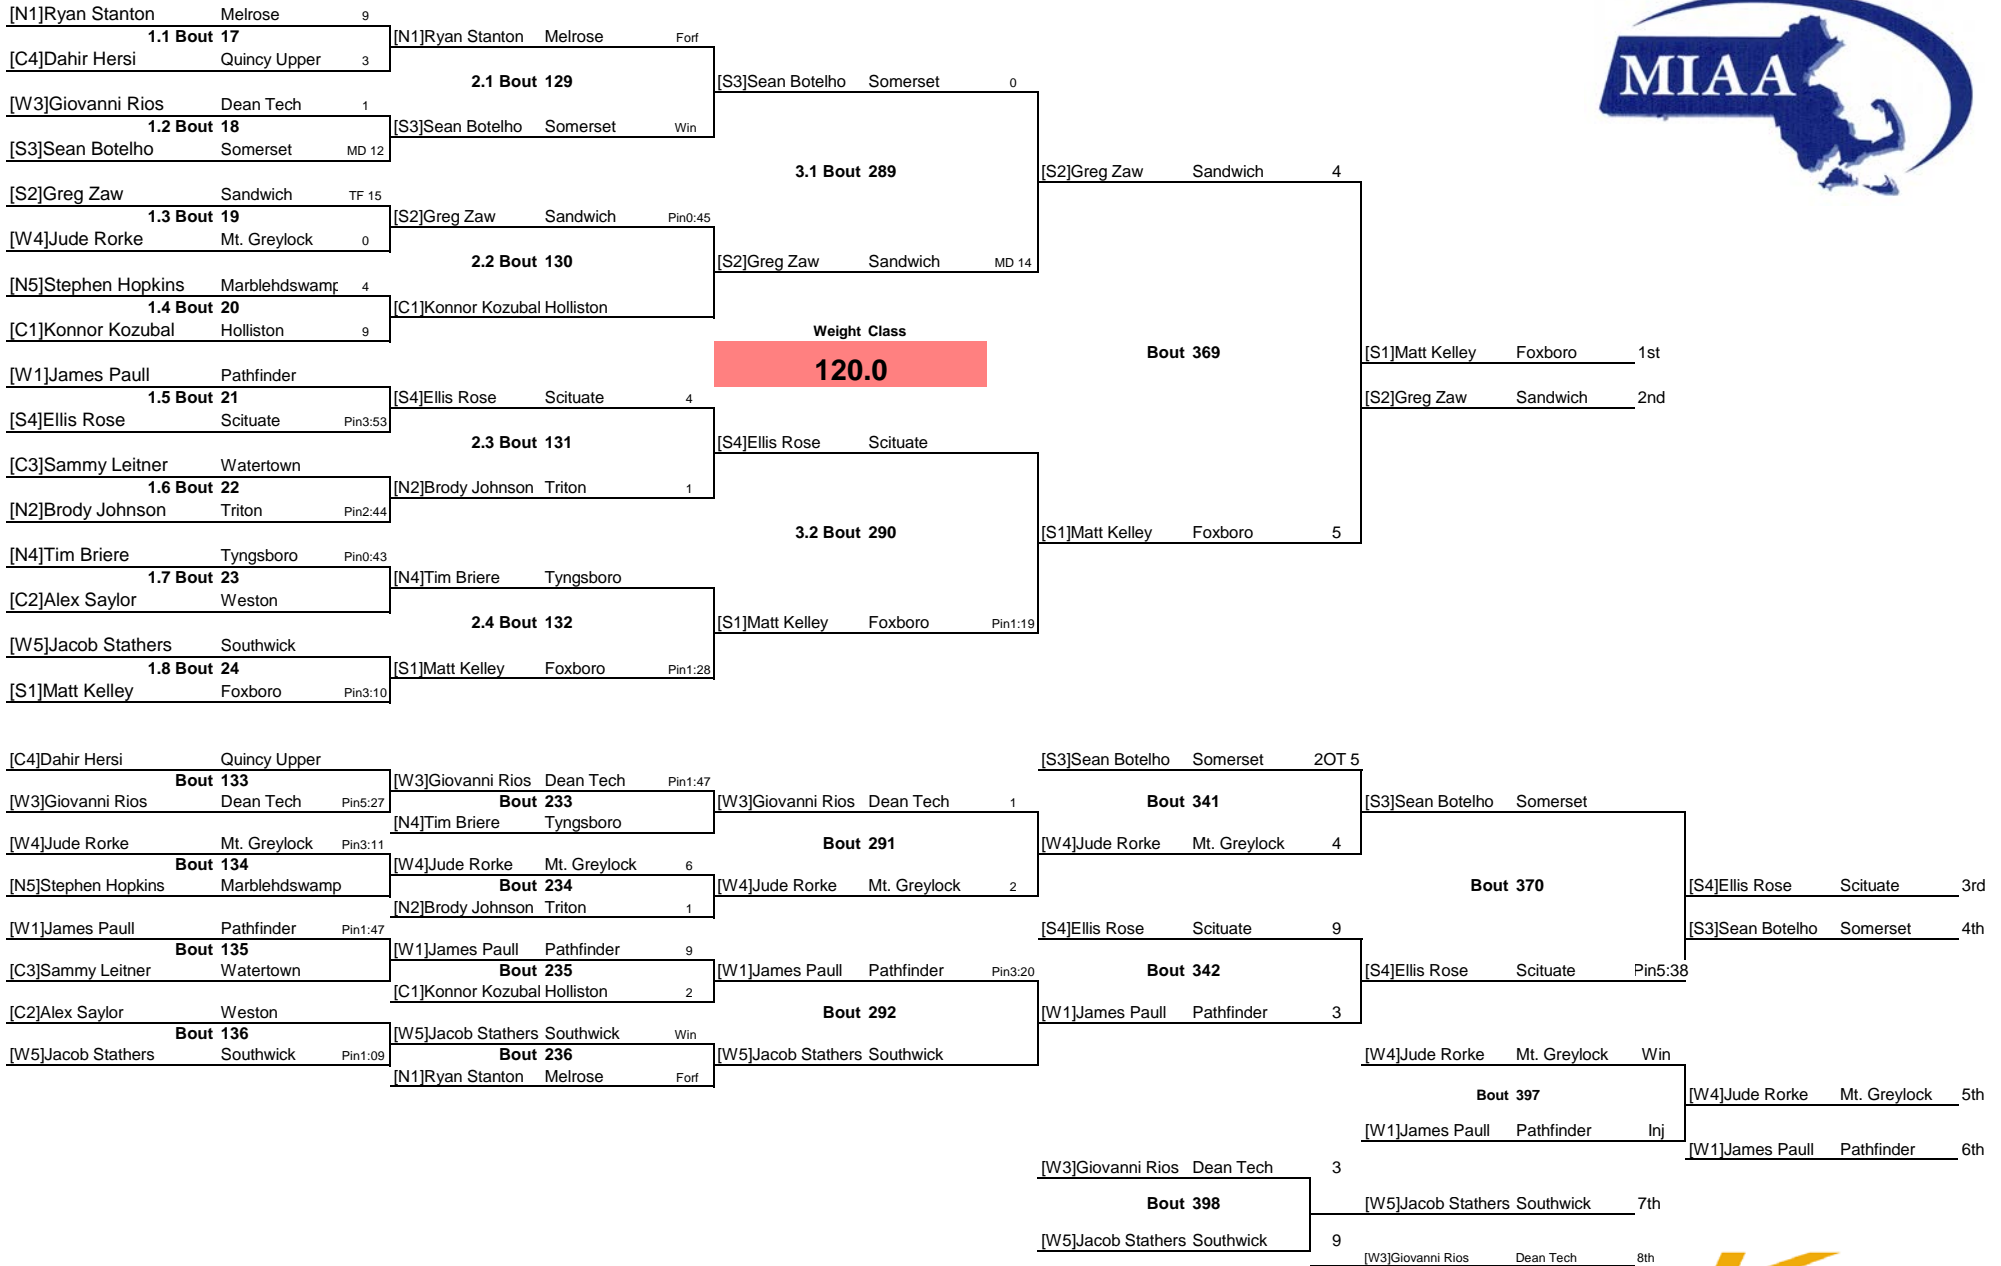 [N1]Ryan Stanton Melrose 9
1.1 Bout 17
[C4]Dahir Hersi Quincy Upper 3
[W3]Giovanni Rios Dean Tech 1
1.2 Bout 18
[S3]Sean Botelho Somerset MD 12
[S2]Greg Zaw Sandwich TF 15
1.3 Bout 19
[W4]Jude Rorke Mt. Greylock 0
[N5]Stephen Hopkins Marblehdswamp 4
1.4 Bout 20
[C1]Konnor Kozubal Holliston 9
[W1]James Paull Pathfinder
1.5 Bout 21
[S4]Ellis Rose Scituate Pin3:53
[C3]Sammy Leitner Watertown
1.6 Bout 22
[N2]Brody Johnson Triton Pin2:44
[N4]Tim Briere Tyngsboro Pin0:43
1.7 Bout 23
[C2]Alex Saylor Weston
[W5]Jacob Stathers Southwick
1.8 Bout 24
[S1]Matt Kelley Foxboro Pin3:10
[N1]Ryan Stanton Melrose Forf
2.1 Bout 129
[S3]Sean Botelho Somerset Win
[S2]Greg Zaw Sandwich Pin0:45
2.2 Bout 130
[C1]Konnor Kozubal Holliston
[S4]Ellis Rose Scituate 4
2.3 Bout 131
[N2]Brody Johnson Triton 1
[N4]Tim Briere Tyngsboro
2.4 Bout 132
[S1]Matt Kelley Foxboro Pin1:28
[S3]Sean Botelho Somerset 0
3.1 Bout 289
[S2]Greg Zaw Sandwich MD 14
Weight Class
120.0
[S4]Ellis Rose Scituate
3.2 Bout 290
[S1]Matt Kelley Foxboro Pin1:19
[S2]Greg Zaw Sandwich 4
Bout 369
[S1]Matt Kelley Foxboro 5
[S1]Matt Kelley Foxboro 1st
[S2]Greg Zaw Sandwich 2nd
MIAA
[C4]Dahir Hersi Quincy Upper
Bout 133
[W3]Giovanni Rios Dean Tech Pin5:27
[W4]Jude Rorke Mt. Greylock Pin3:11
Bout 134
[N5]Stephen Hopkins Marblehdswamp
[W1]James Paull Pathfinder Pin1:47
Bout 135
[C3]Sammy Leitner Watertown
[C2]Alex Saylor Weston
Bout 136
[W5]Jacob Stathers Southwick Pin1:09
[W3]Giovanni Rios Dean Tech Pin1:47
Bout 233
[N4]Tim Briere Tyngsboro
[W4]Jude Rorke Mt. Greylock 6
Bout 234
[N2]Brody Johnson Triton 1
[W1]James Paull Pathfinder 9
Bout 235
[C1]Konnor Kozubal Holliston 2
[W5]Jacob Stathers Southwick Win
Bout 236
[N1]Ryan Stanton Melrose Forf
[W3]Giovanni Rios Dean Tech 1
Bout 291
[W4]Jude Rorke Mt. Greylock 2
[W1]James Paull Pathfinder Pin3:20
Bout 292
[W5]Jacob Stathers Southwick
[S3]Sean Botelho Somerset 2OT 5
Bout 341
[W4]Jude Rorke Mt. Greylock 4
[S4]Ellis Rose Scituate 9
Bout 342
[W1]James Paull Pathfinder 3
[S3]Sean Botelho Somerset
Bout 370
[S4]Ellis Rose Scituate Pin5:38
[S4]Ellis Rose Scituate 3rd
[S3]Sean Botelho Somerset 4th
[W4]Jude Rorke Mt. Greylock Win
Bout 397
[W1]James Paull Pathfinder Inj
[W4]Jude Rorke Mt. Greylock 5th
[W1]James Paull Pathfinder 6th
[W3]Giovanni Rios Dean Tech 3
Bout 398
[W5]Jacob Stathers Southwick 9
[W5]Jacob Stathers Southwick 7th
[W3]Giovanni Rios Dean Tech 8th